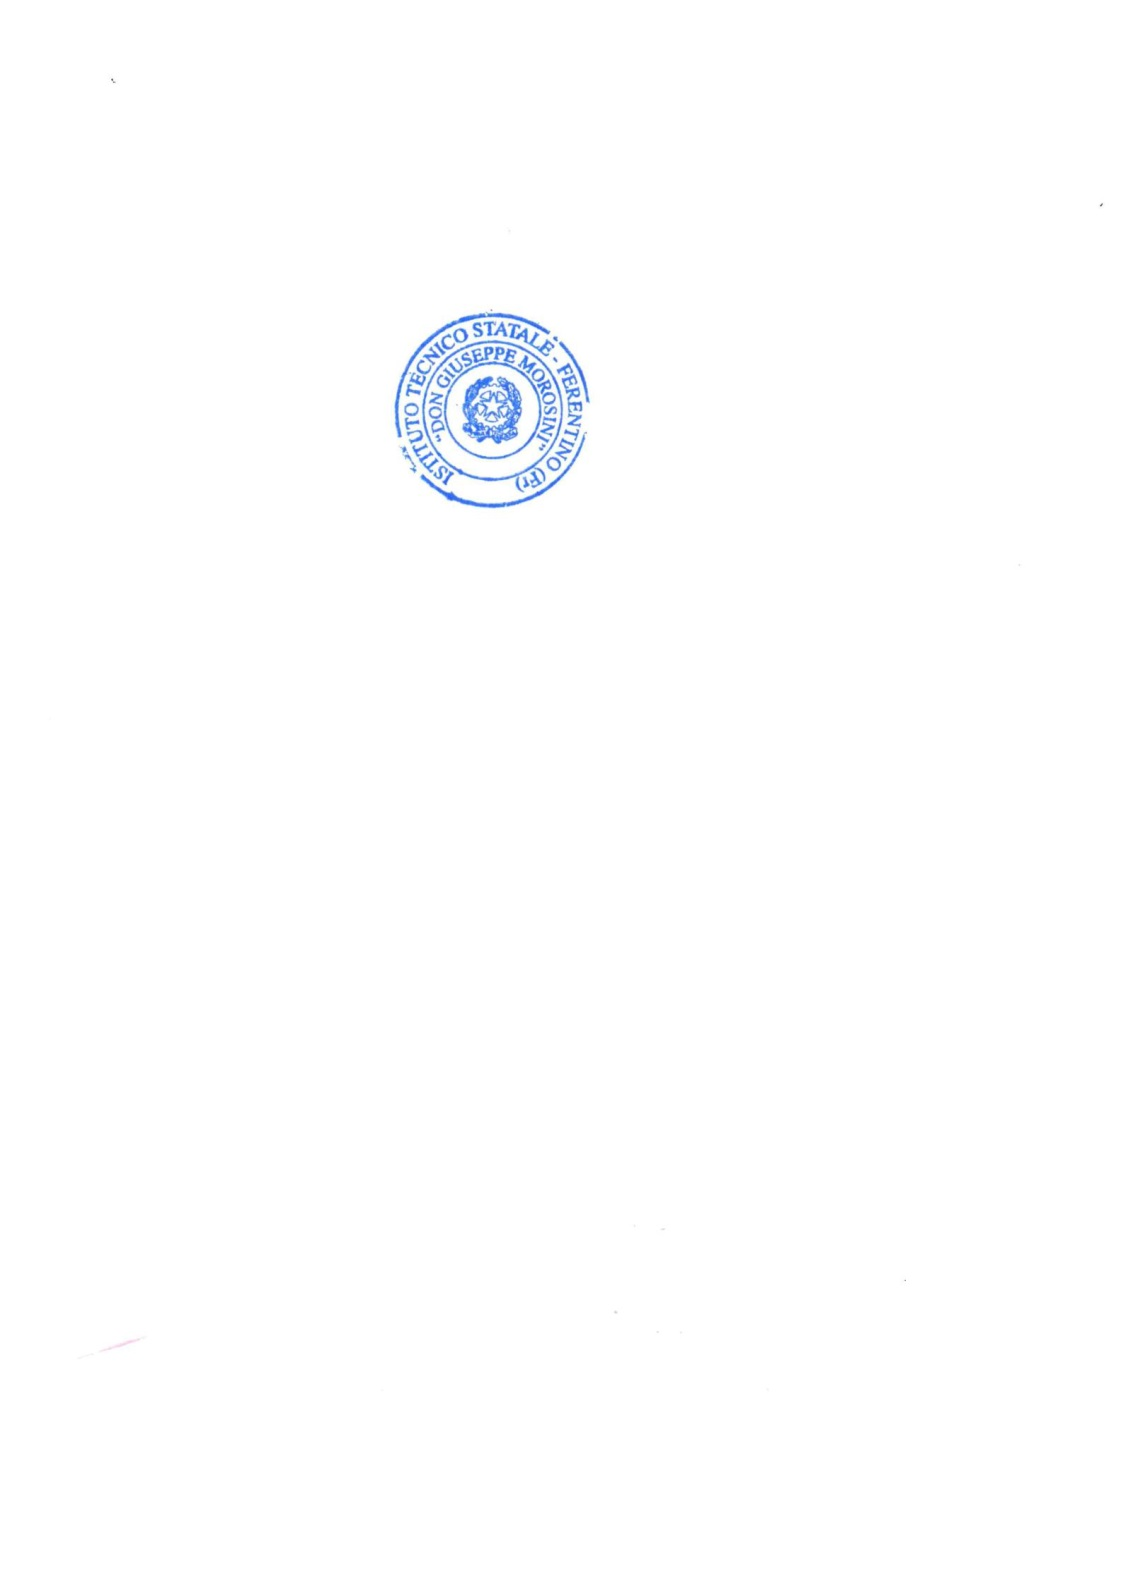 ISTITUTO TECNICO STATALE - FERENTINO (Fr)
"DON GIUSEPPE MOROSINI"